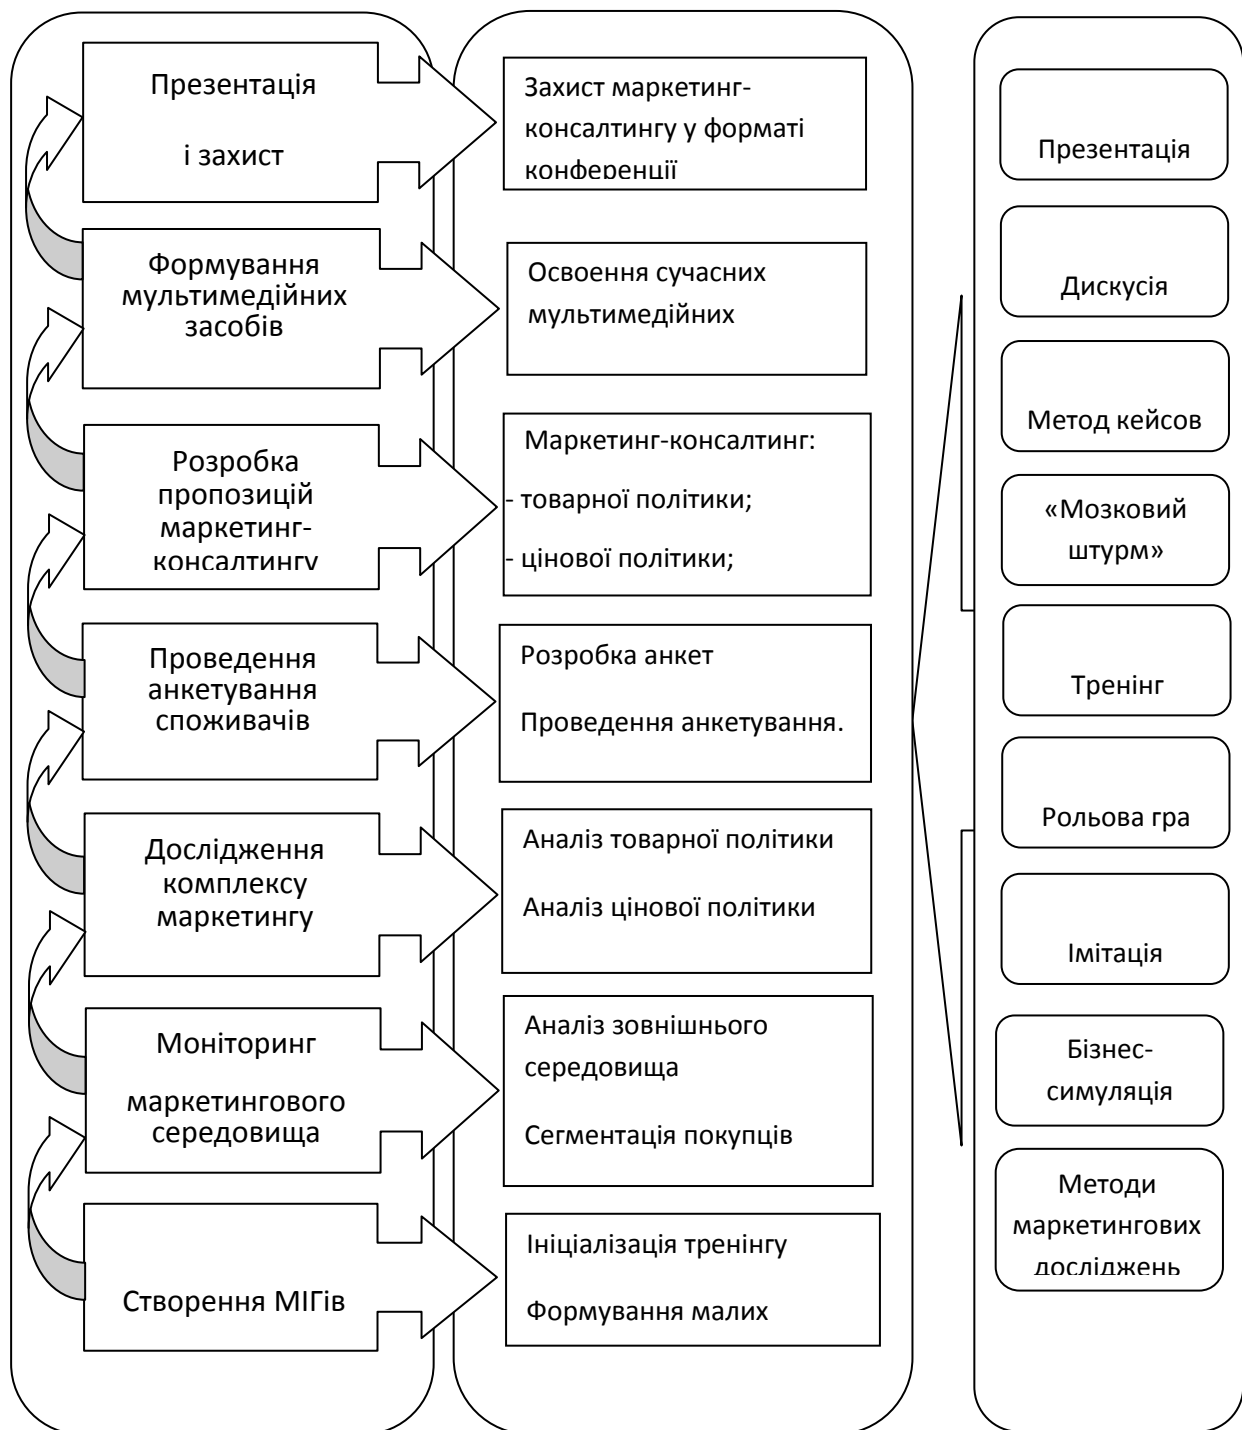 Презентація
і захист
Формування
мультимедійних
засобів
Розробка
пропозицій
маркетинг-
консалтингу
Проведення
анкетування
споживачів
Дослідження
комплексу
маркетингу
Моніторинг
маркетингового
середовища
Створення МІГів
Захист маркетинг-
консалтингу у форматі
конференції
Освоення сучасних
мультимедійних
Маркетинг-консалтинг:
- товарної політики;
- цінової політики;
Розробка анкет
Проведення анкетування.
Аналіз товарної політики
Аналіз цінової політики
Аналіз зовнішнього
середовища
Сегментація покупців
Ініціалізація тренінгу
Формування малих
Презентація
Дискусія
Метод кейсов
«Мозковий
штурм»
Тренінг
Рольова гра
Імітація
Бізнес-
симуляція
Методи
маркетингових
досліджень